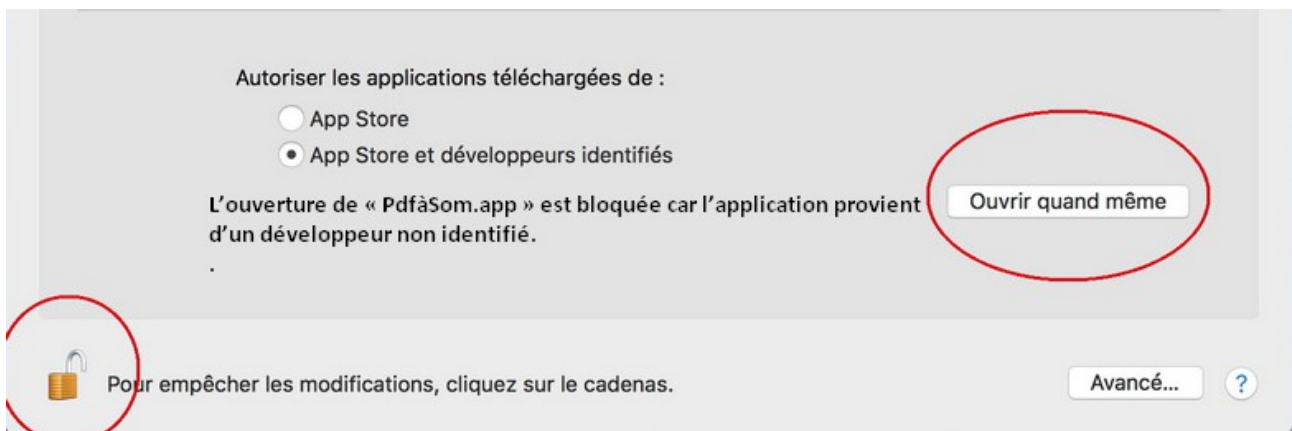 Autoriser les applications téléchargées de :
App Store
App Store et développeurs identifiés
L’ouverture de « PdfàSom.app » est bloquée car l’application provient
d’un développeur non identifié.
.
Ouvrir quand même
Pour empêcher les modifications, cliquez sur le cadenas.
Avancé...
?